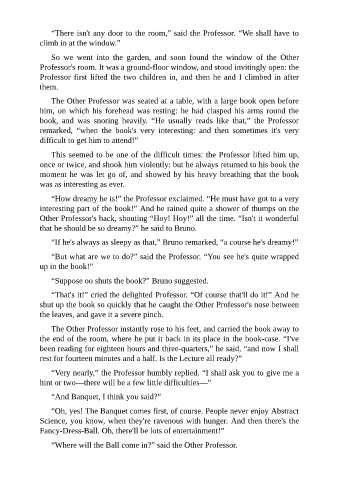 “There isn't any door to the room,” said the Professor. “We shall have to
climb in at the window.”
So we went into the garden, and soon found the window of the Other
Professor's room. It was a ground-floor window, and stood invitingly open: the
Professor first lifted the two children in, and then he and I climbed in after
them.
The Other Professor was seated at a table, with a large book open before
him, on which his forehead was resting: he had clasped his arms round the
book, and was snoring heavily. “He usually reads like that,” the Professor
remarked, “when the book's very interesting: and then sometimes it's very
difficult to get him to attend!”
This seemed to be one of the difficult times: the Professor lifted him up,
once or twice, and shook him violently: but he always returned to his book the
moment he was let go of, and showed by his heavy breathing that the book
was as interesting as ever.
“How dreamy he is!” the Professor exclaimed. “He must have got to a very
interesting part of the book!” And he rained quite a shower of thumps on the
Other Professor's back, shouting “Hoy! Hoy!” all the time. “Isn't it wonderful
that he should be so dreamy?” he said to Bruno.
“If he's always as sleepy as that,” Bruno remarked, “a course he's dreamy!”
“But what are we to do?” said the Professor. “You see he's quite wrapped
up in the book!”
“Suppose oo shuts the book?” Bruno suggested.
“That's it!” cried the delighted Professor. “Of course that'll do it!” And he
shut up the book so quickly that he caught the Other Professor's nose between
the leaves, and gave it a severe pinch.
The Other Professor instantly rose to his feet, and carried the book away to
the end of the room, where he put it back in its place in the book-case. “I've
been reading for eighteen hours and three-quarters,” he said, “and now I shall
rest for fourteen minutes and a half. Is the Lecture all ready?”
“Very nearly,” the Professor humbly replied. “I shall ask you to give me a
hint or two—there will be a few little difficulties—”
“And Banquet, I think you said?”
“Oh, yes! The Banquet comes first, of course. People never enjoy Abstract
Science, you know, when they're ravenous with hunger. And then there's the
Fancy-Dress-Ball. Oh, there'll be lots of entertainment!”
“Where will the Ball come in?” said the Other Professor.